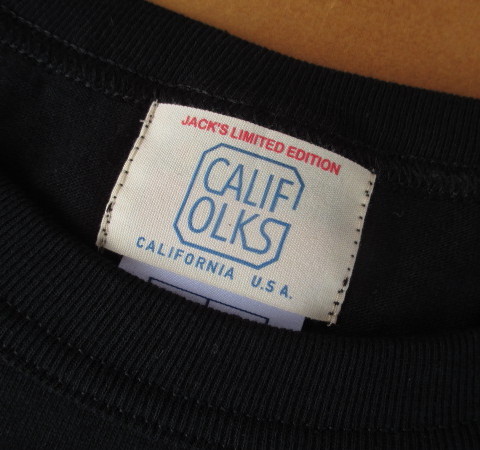 JACK'S LIMITED EDITION
CALIF
OLKS
CALIFORNIA U.S.A.